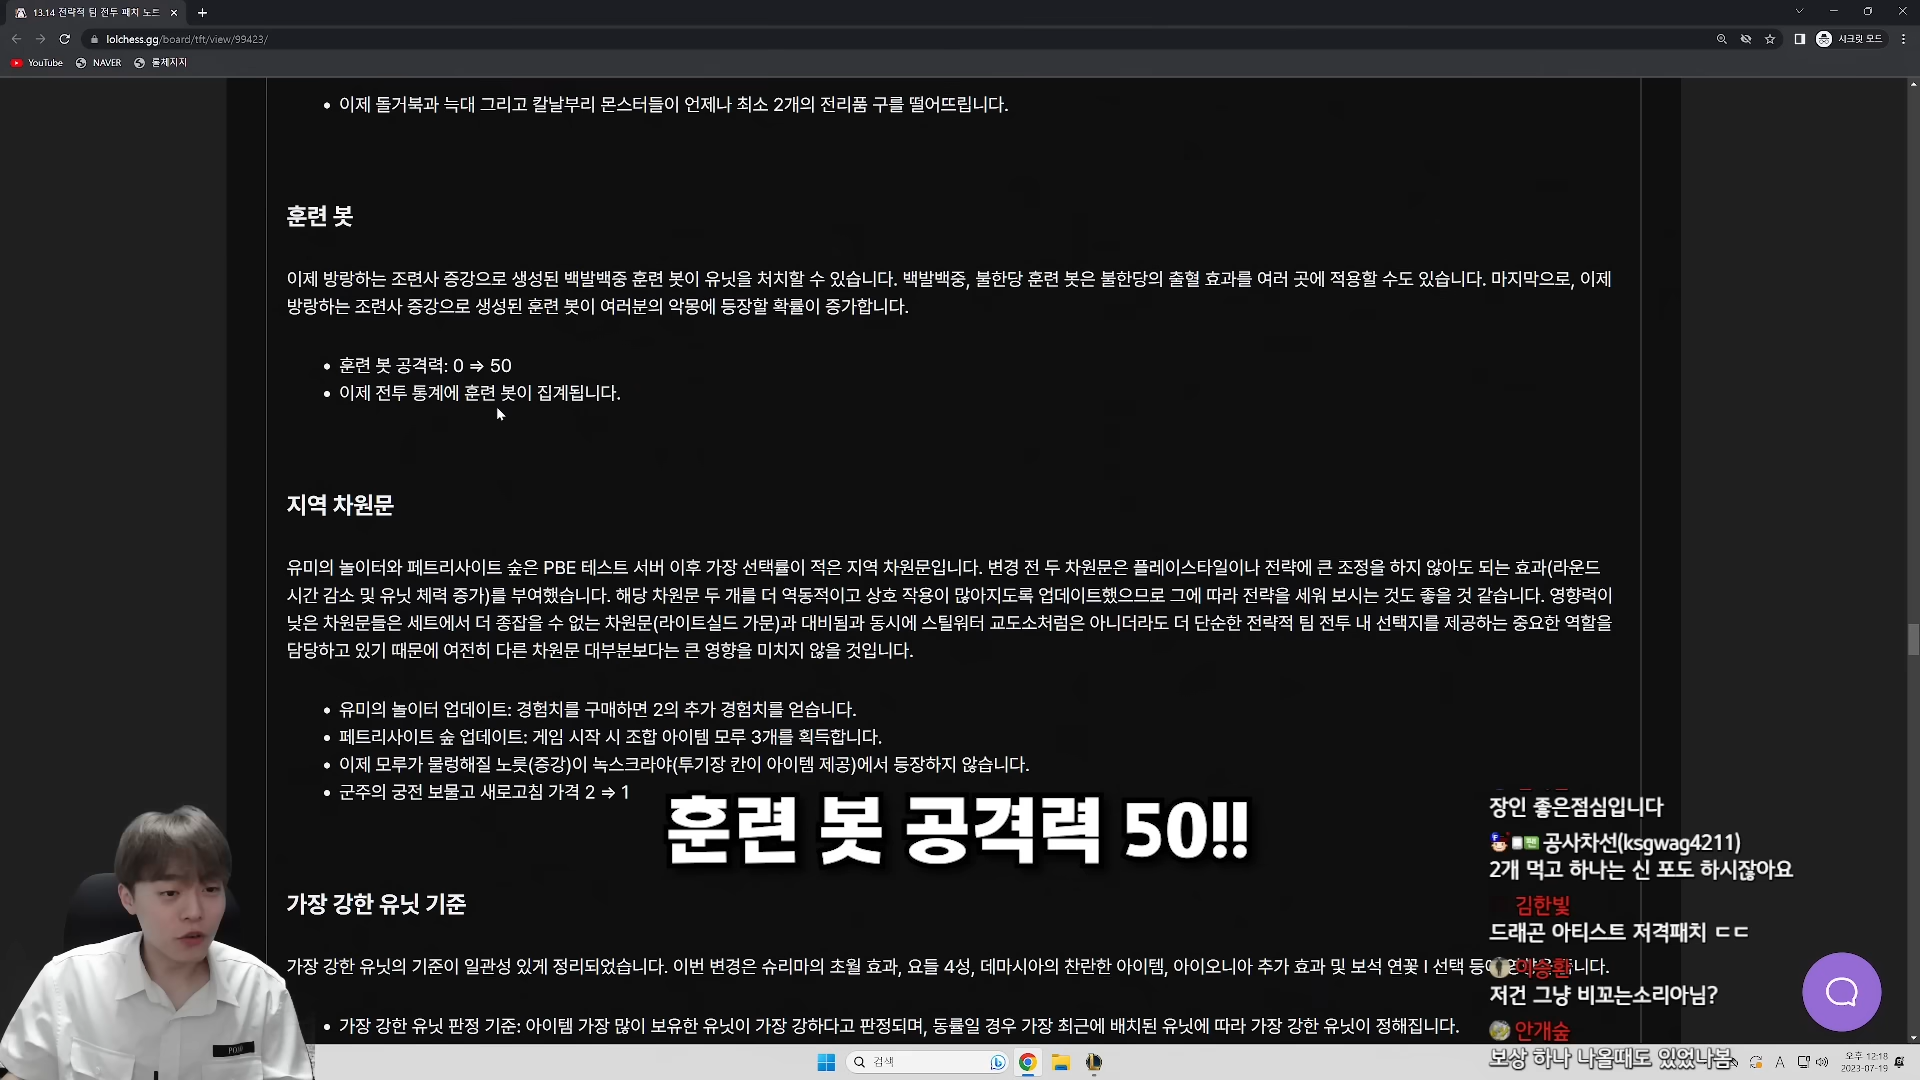 13.14 전략적 팀 전투 패치 노트
lolchess.gg/board/tft/view/99423/
시크릿 모드
YouTube NAVER 롤체지지
이제 돌거북과 늑대 그리고 칼날부리 몬스터들이 언제나 최소 2개의 전리품 구를 떨어뜨립니다.
훈련 봇
이제 방랑하는 조련사 증강으로 생성된 백발백중 훈련 봇이 유닛을 처치할 수 있습니다. 백발백중, 불한당 훈련 봇은 불한당의 출혈 효과를 여러 곳에 적용할 수도 있습니다. 마지막으로, 이제
방랑하는 조련사 증강으로 생성된 훈련 봇이 여러분의 악몽에 등장할 확률이 증가합니다.
훈련 봇 공격력: 0 ⇒ 50
이제 전투 통계에 훈련 봇이 집계됩니다.
지역 차원문
유미의 놀이터와 페트리사이트 숲은 PBE 테스트 서버 이후 가장 선택률이 적은 지역 차원문입니다. 변경 전 두 차원문은 플레이스타일이나 전략에 큰 조정을 하지 않아도 되는 효과(라운드
시간 감소 및 유닛 체력 증가)를 부여했습니다. 해당 차원문 두 개를 더 역동적이고 상호 작용이 많아지도록 업데이트했으므로 그에 따라 전략을 세워 보시는 것도 좋을 것 같습니다. 영향력이
낮은 차원문들은 세트에서 더 종잡을 수 없는 차원문(라이트실드 가문)과 대비됨과 동시에 스틸워터 교도소처럼은 아니더라도 더 단순한 전략적 팀 전투 내 선택지를 제공하는 중요한 역할을
담당하고 있기 때문에 여전히 다른 차원문 대부분보다는 큰 영향을 미치지 않을 것입니다.
유미의 놀이터 업데이트: 경험치를 구매하면 2의 추가 경험치를 얻습니다.
페트리사이트 숲 업데이트: 게임 시작 시 조합 아이템 모루 3개를 획득합니다.
이제 모루가 물렁해질 노릇(증강)이 녹스크라야(투기장 칸이 아이템 제공)에서 등장하지 않습니다.
군주의 궁전 보물고 새로고침 가격 2 ⇒ 1
훈련 봇 공격력 50!!
장인 좋은점심입니다
공사차선(ksgwag4211)
2개 먹고 하나는 신 포도 하시잖아요
김한빛
드래곤 아티스트 저격패치 ㄷㄷ
가장 강한 유닛 기준
가장 강한 유닛의 기준이 일관성 있게 정리되었습니다. 이번 변경은 슈리마의 초월 효과, 요들 4성, 데마시아의 찬란한 아이템, 아이오니아 추가 효과 및 보석 연꽃 I 선택 등에
이승환
저건 그냥 비꼬는소리아님?
가장 강한 유닛 판정 기준: 아이템 가장 많이 보유한 유닛이 가장 강하다고 판정되며, 동률일 경우 가장 최근에 배치된 유닛에 따라 가장 강한 유닛이 정해집니다.
안개숲
보상 하나 나올때도 있었나봄
검색
A
오후 12:18
2023-07-19